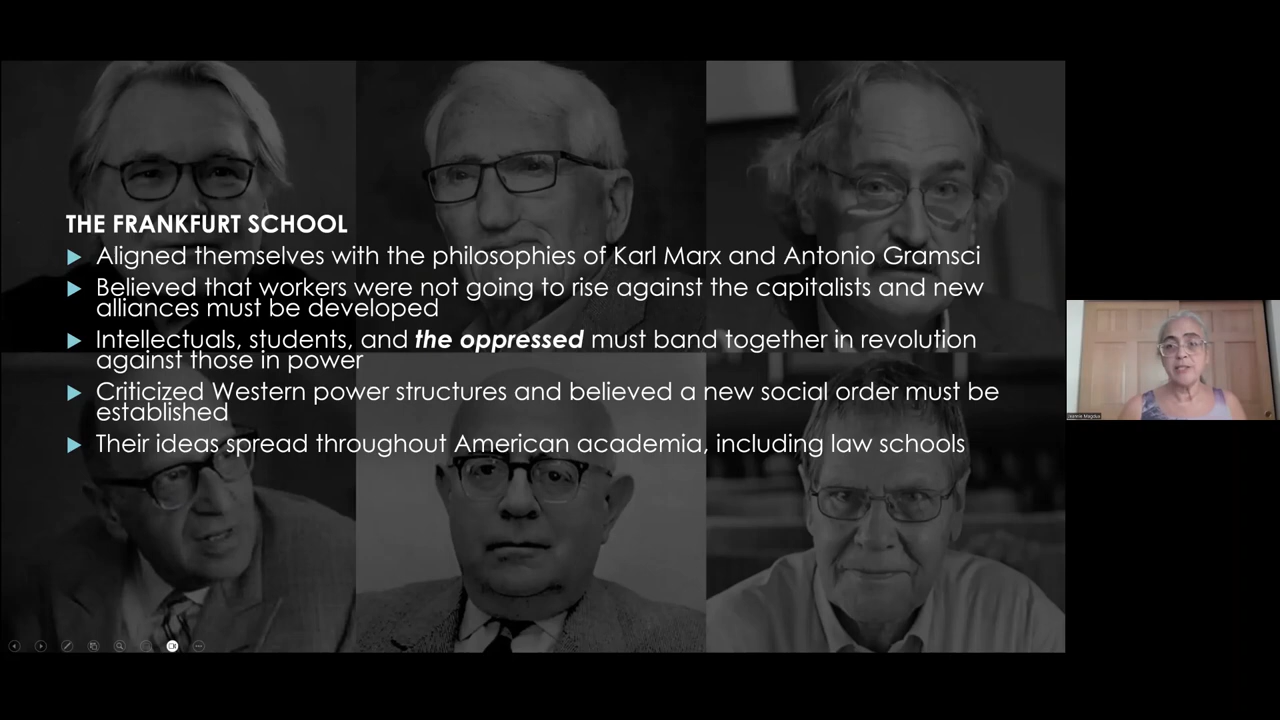 THE FRANKFURT SCHOOL
Aligned themselves with the philosophies of Karl Marx and Antonio Gramsci
Believed that workers were not going to rise against the capitalists and new
alliances must be developed
Intellectuals, students, and the oppressed must band together in revolution
against those in power
Criticized Western power structures and believed a new social order must be
established
Their ideas spread throughout American academia, including law schools